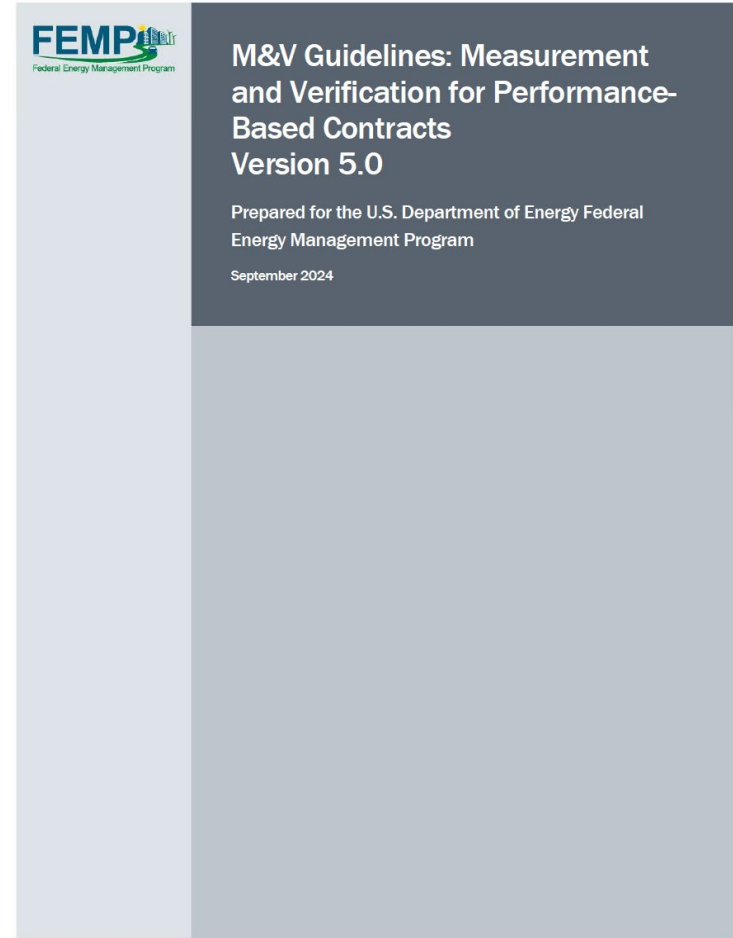 FEMP
Federal Energy Management Program
M&V Guidelines: Measurement
and Verification for Performance-
Based Contracts
Version 5.0
Prepared for the U.S. Department of Energy Federal
Energy Management Program
September 2024